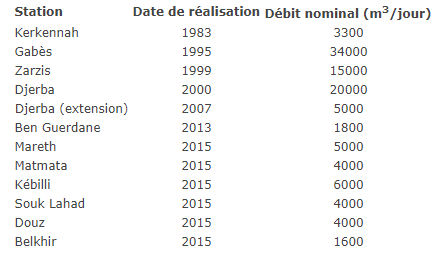 Station Date de réalisation Débit nominal (m³/jour)
Kerkennah 1983 3300
Gabès 1995 34000
Zarzis 1999 15000
Djerba 2000 20000
Djerba (extension) 2007 5000
Ben Guerdane 2013 1800
Mareth 2015 5000
Matmata 2015 4000
Kébilli 2015 6000
Souk Lahad 2015 4000
Douz 2015 4000
Belkhir 2015 1600